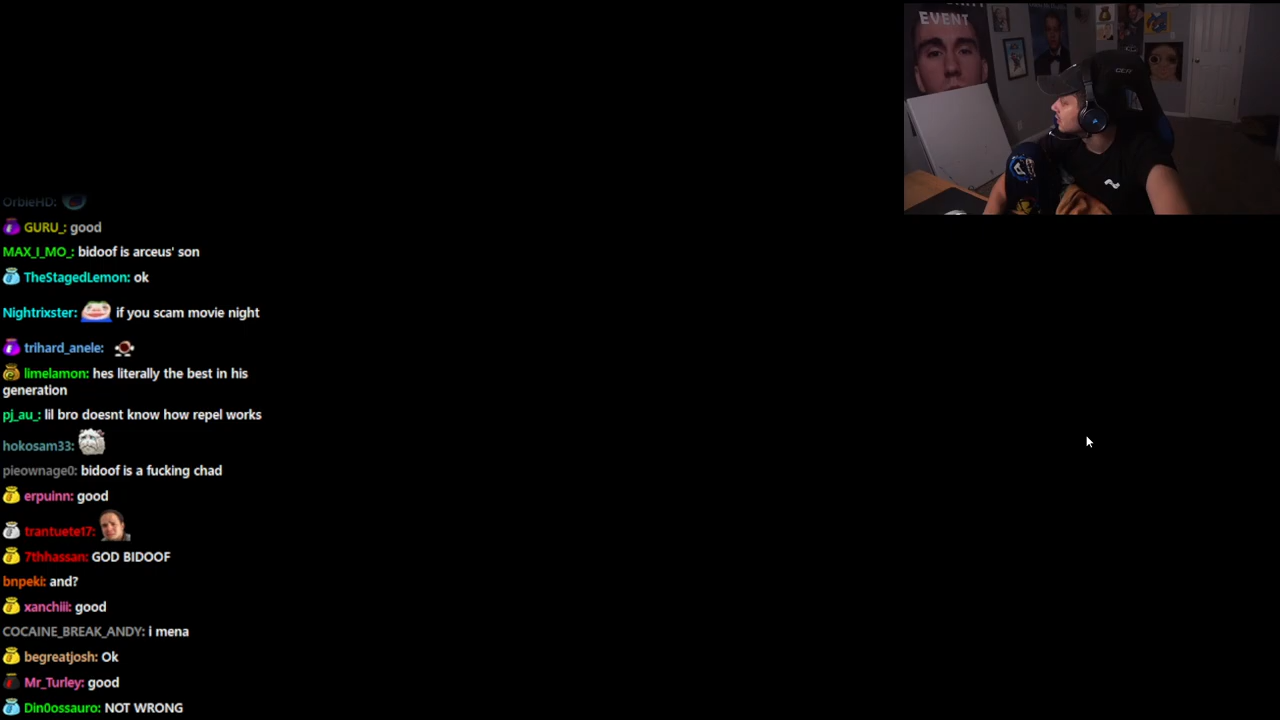 EVENT
OrbieHD:
GURU_: good
MAX_I_MO_: bidoof is arceus' son
TheStagedLemon: ok
Nightrixster: if you scam movie night
trihard_anele:
limelamon: hes literally the best in his
generation
pj_au_: lil bro doesnt know how repel works
hokosam33:
pieownage0: bidoof is a fucking chad
erpuinn: good
trantuete17:
7thhassan: GOD BIDOOF
bnpeki: and?
xanchiii: good
COCAINE_BREAK_ANDY: i mena
begreatjosh: Ok
Mr_Turley: good
Din0ossauro: NOT WRONG